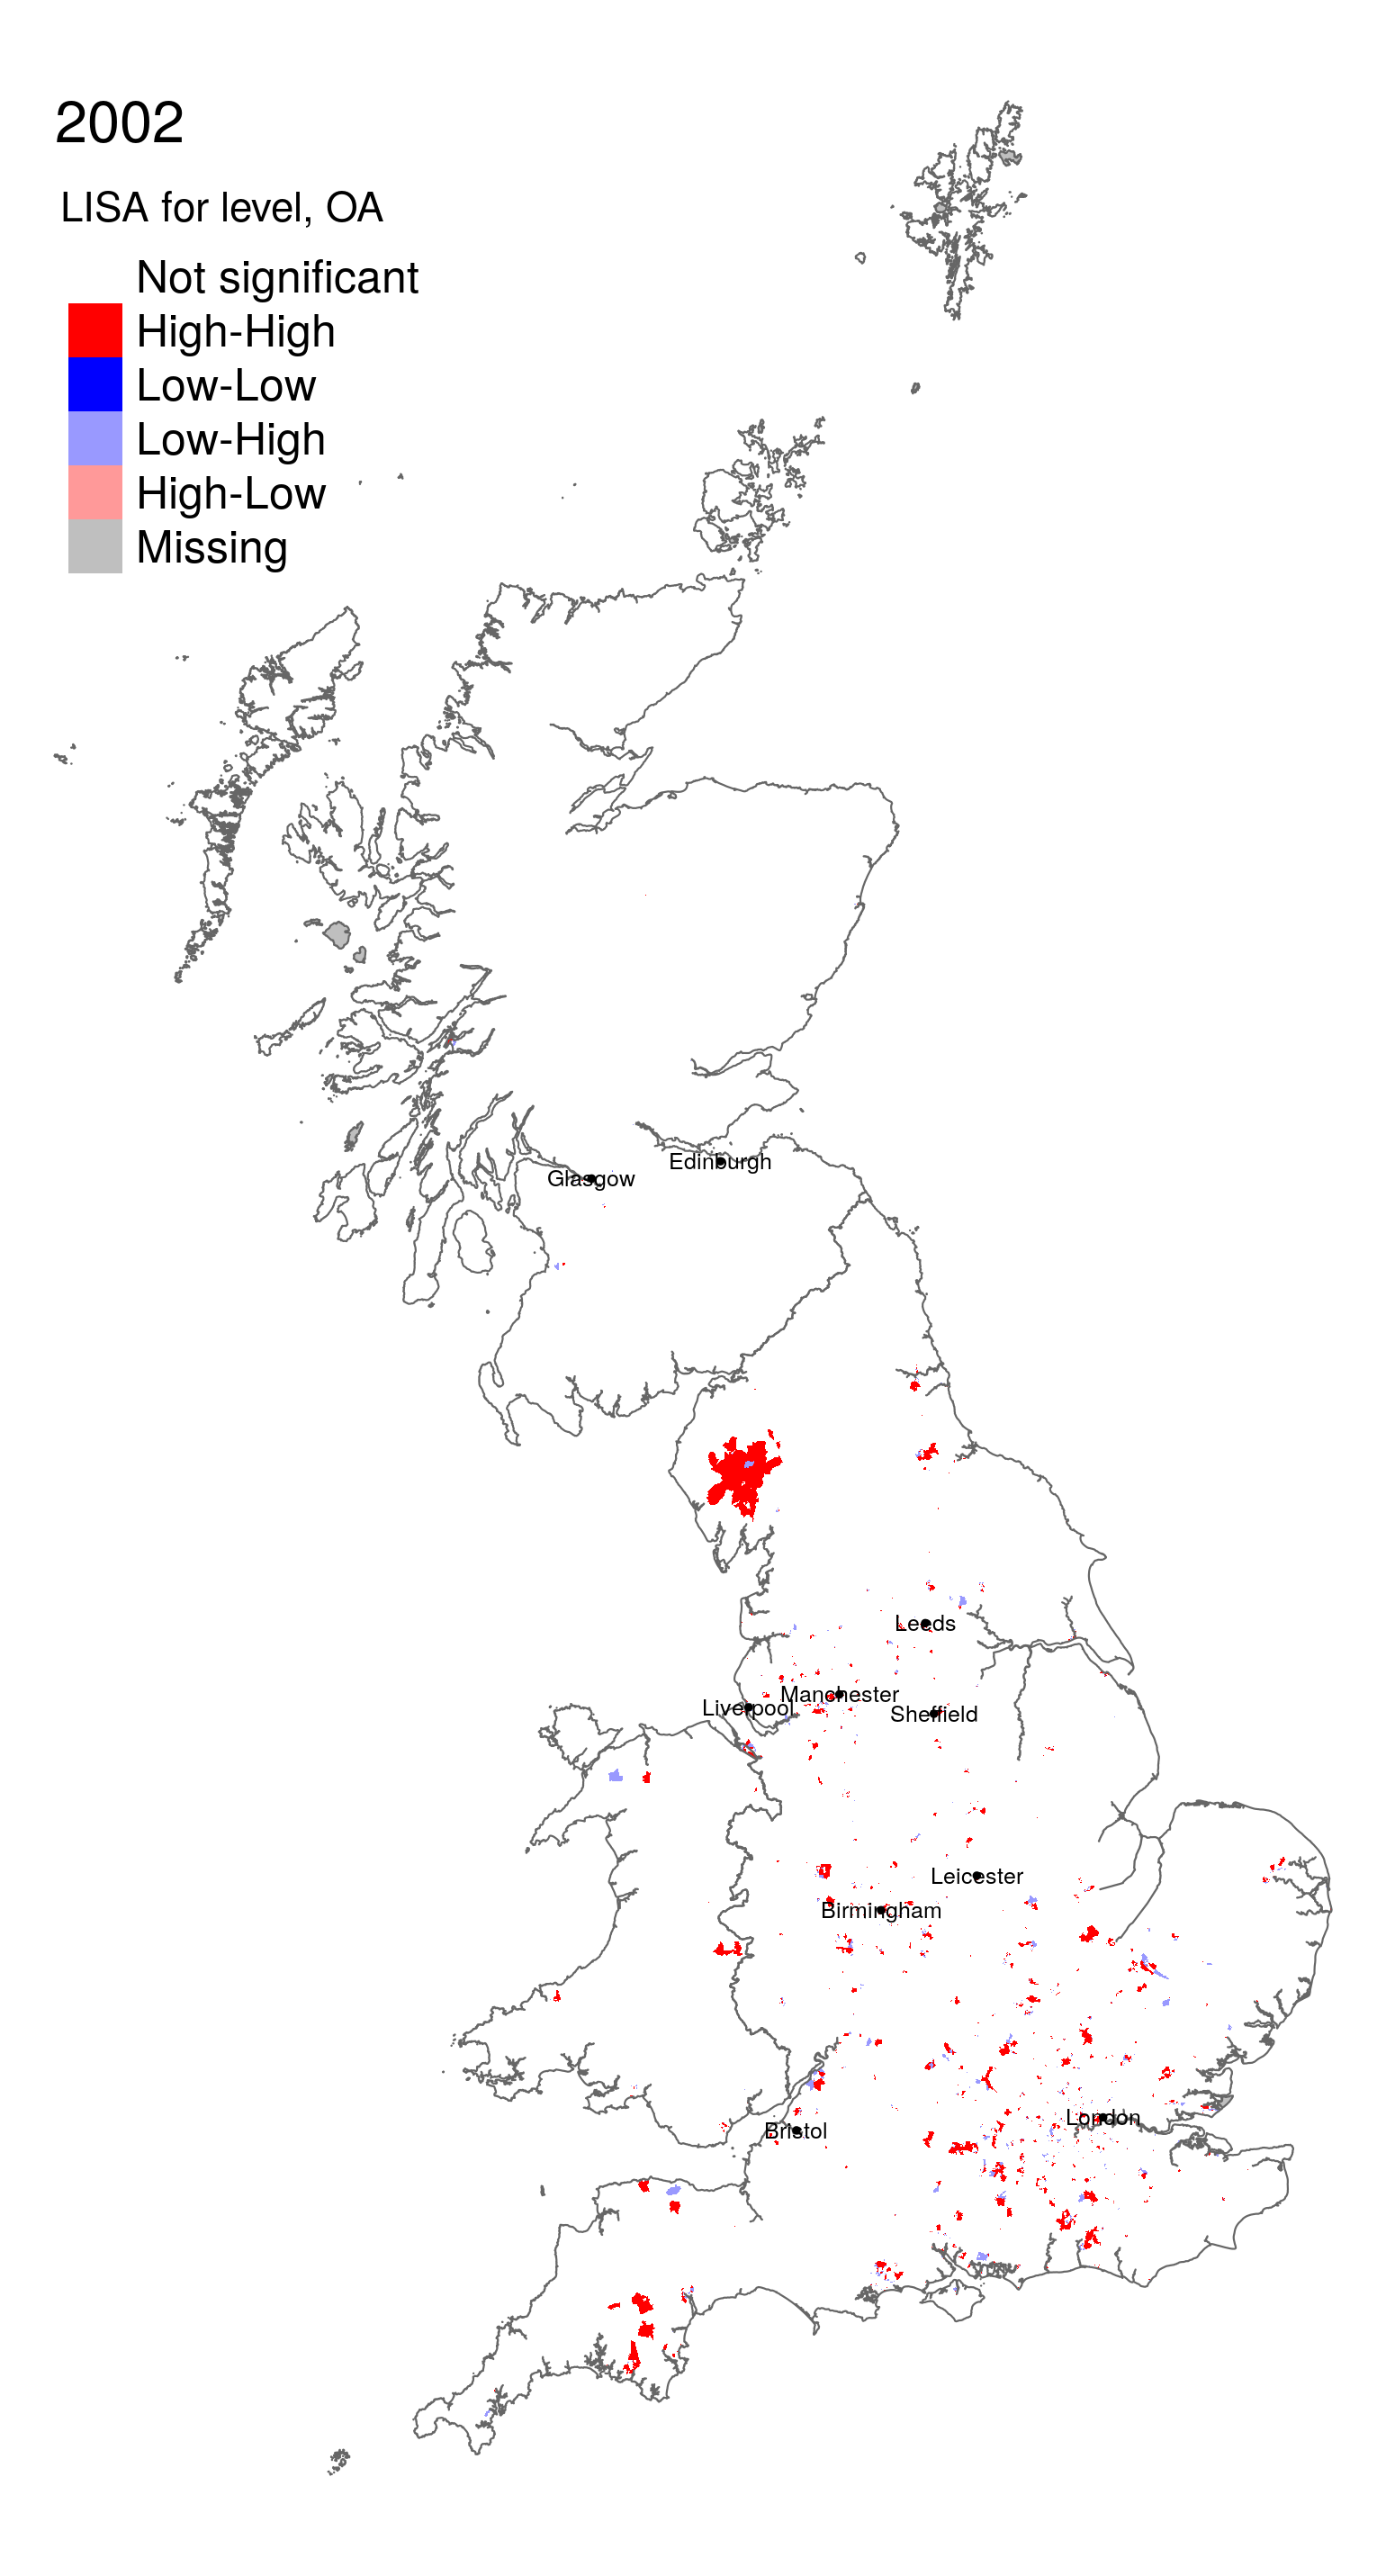 2002
LISA for level, OA
Not significant
High-High
Low-Low
Low-High
High-Low
Missing
Edinburgh
Glasgow
Leeds
Manchester
Liverpool
Sheffield
Leicester
Birmingham
London
Bristol